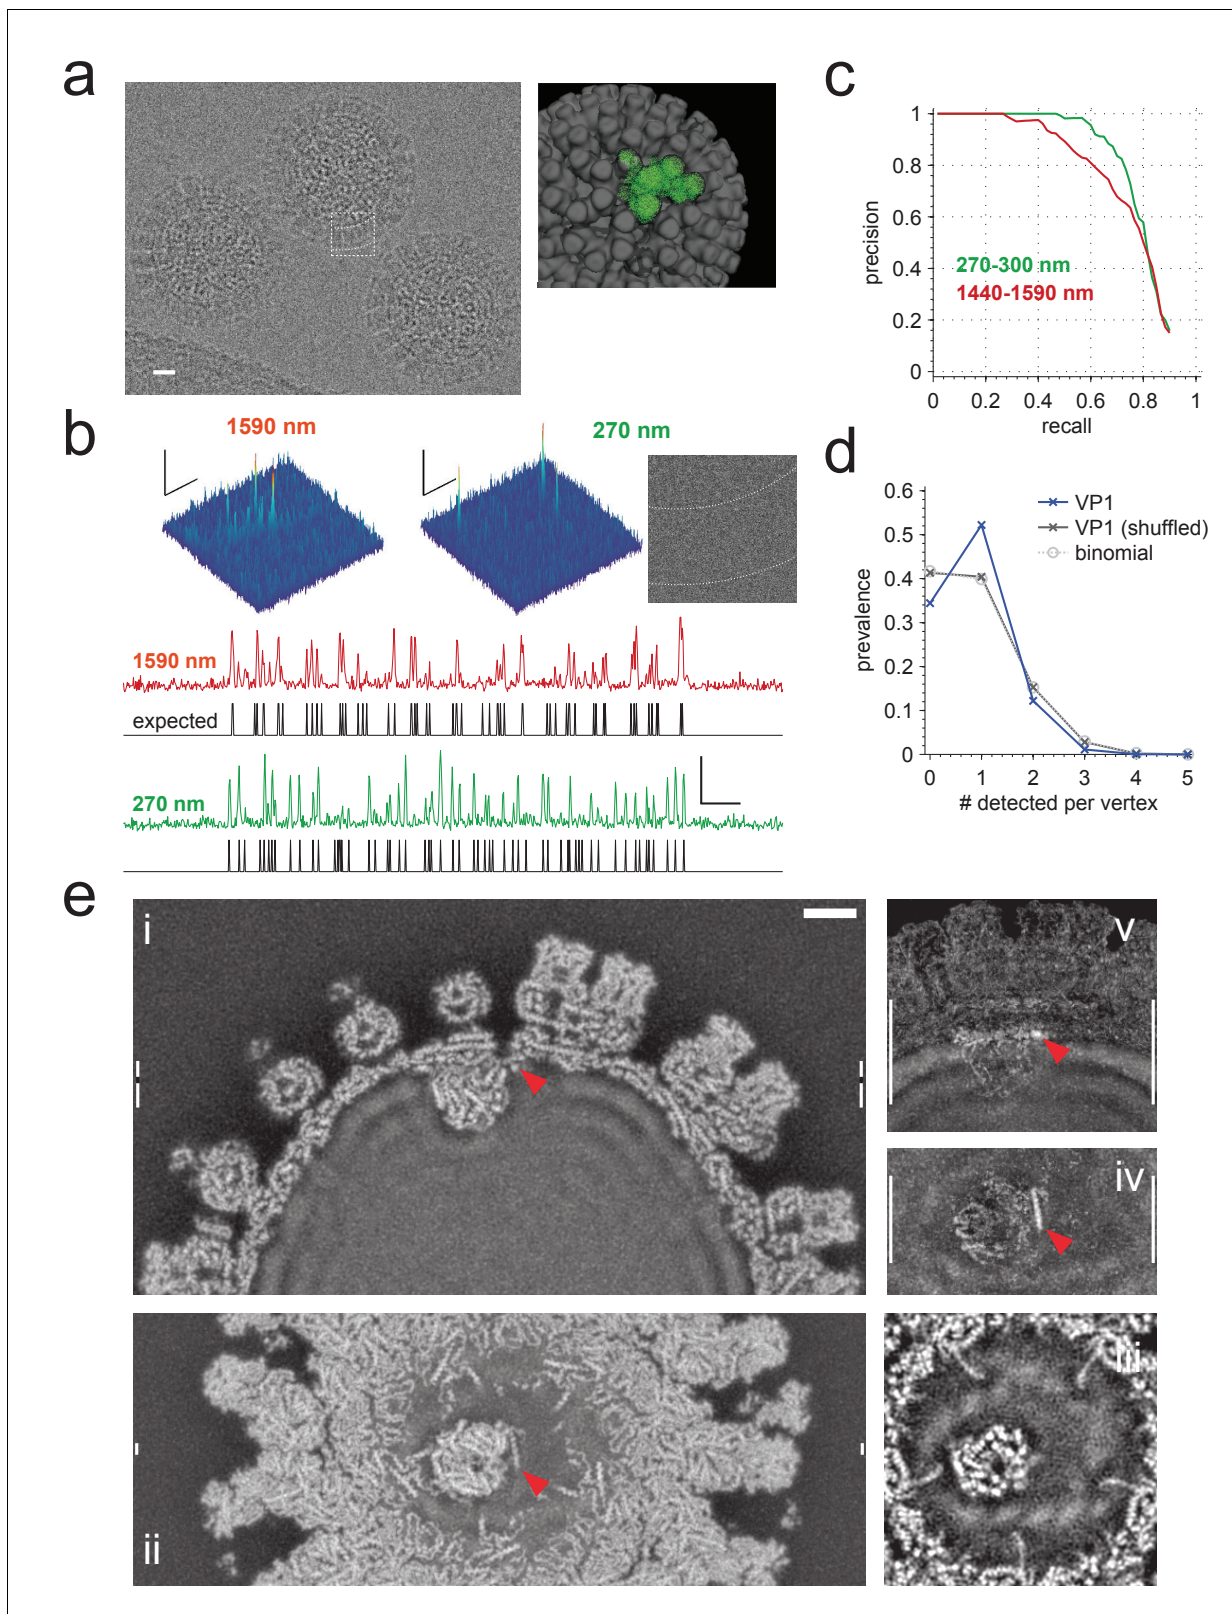 a
c
precision
1
0.8
0.6
0.4
0.2
0
270-300 nm
1440-1590 nm
0 0.2 0.4 0.6 0.8 1
recall
b
1590 nm
270 nm
1590 nm
expected
270 nm
d
prevalence
0.6
0.5
0.4
0.3
0.2
0.1
0
VP1
VP1 (shuffled)
binomial
0 1 2 3 4 5
# detected per vertex
e
i
v
iv
ii
iii